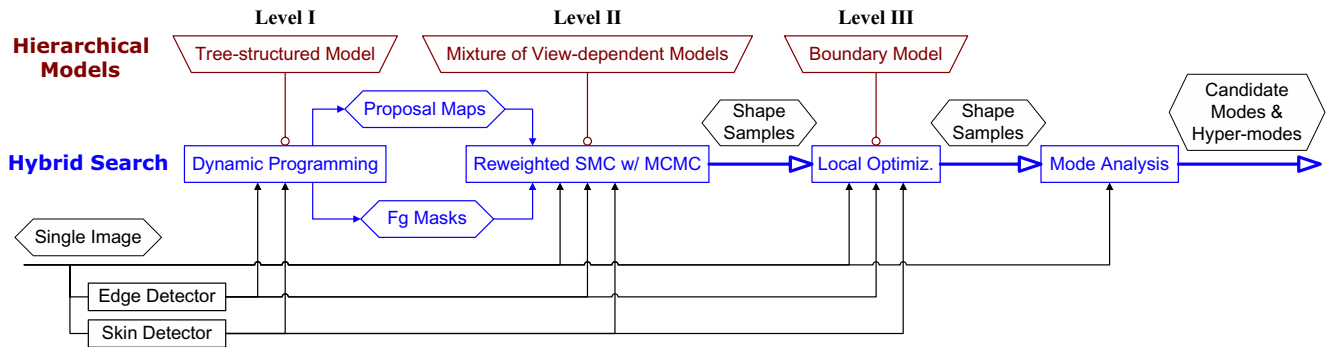 Level I
Level II
Level III
Hierarchical
Models
Tree-structured Model
Mixture of View-dependent Models
Boundary Model
Proposal Maps
Shape
Samples
Shape
Samples
Candidate
Modes &
Hyper-modes
Hybrid Search
Dynamic Programming
Reweighted SMC w/ MCMC
Local Optimiz.
Mode Analysis
Fg Masks
Single Image
Edge Detector
Skin Detector